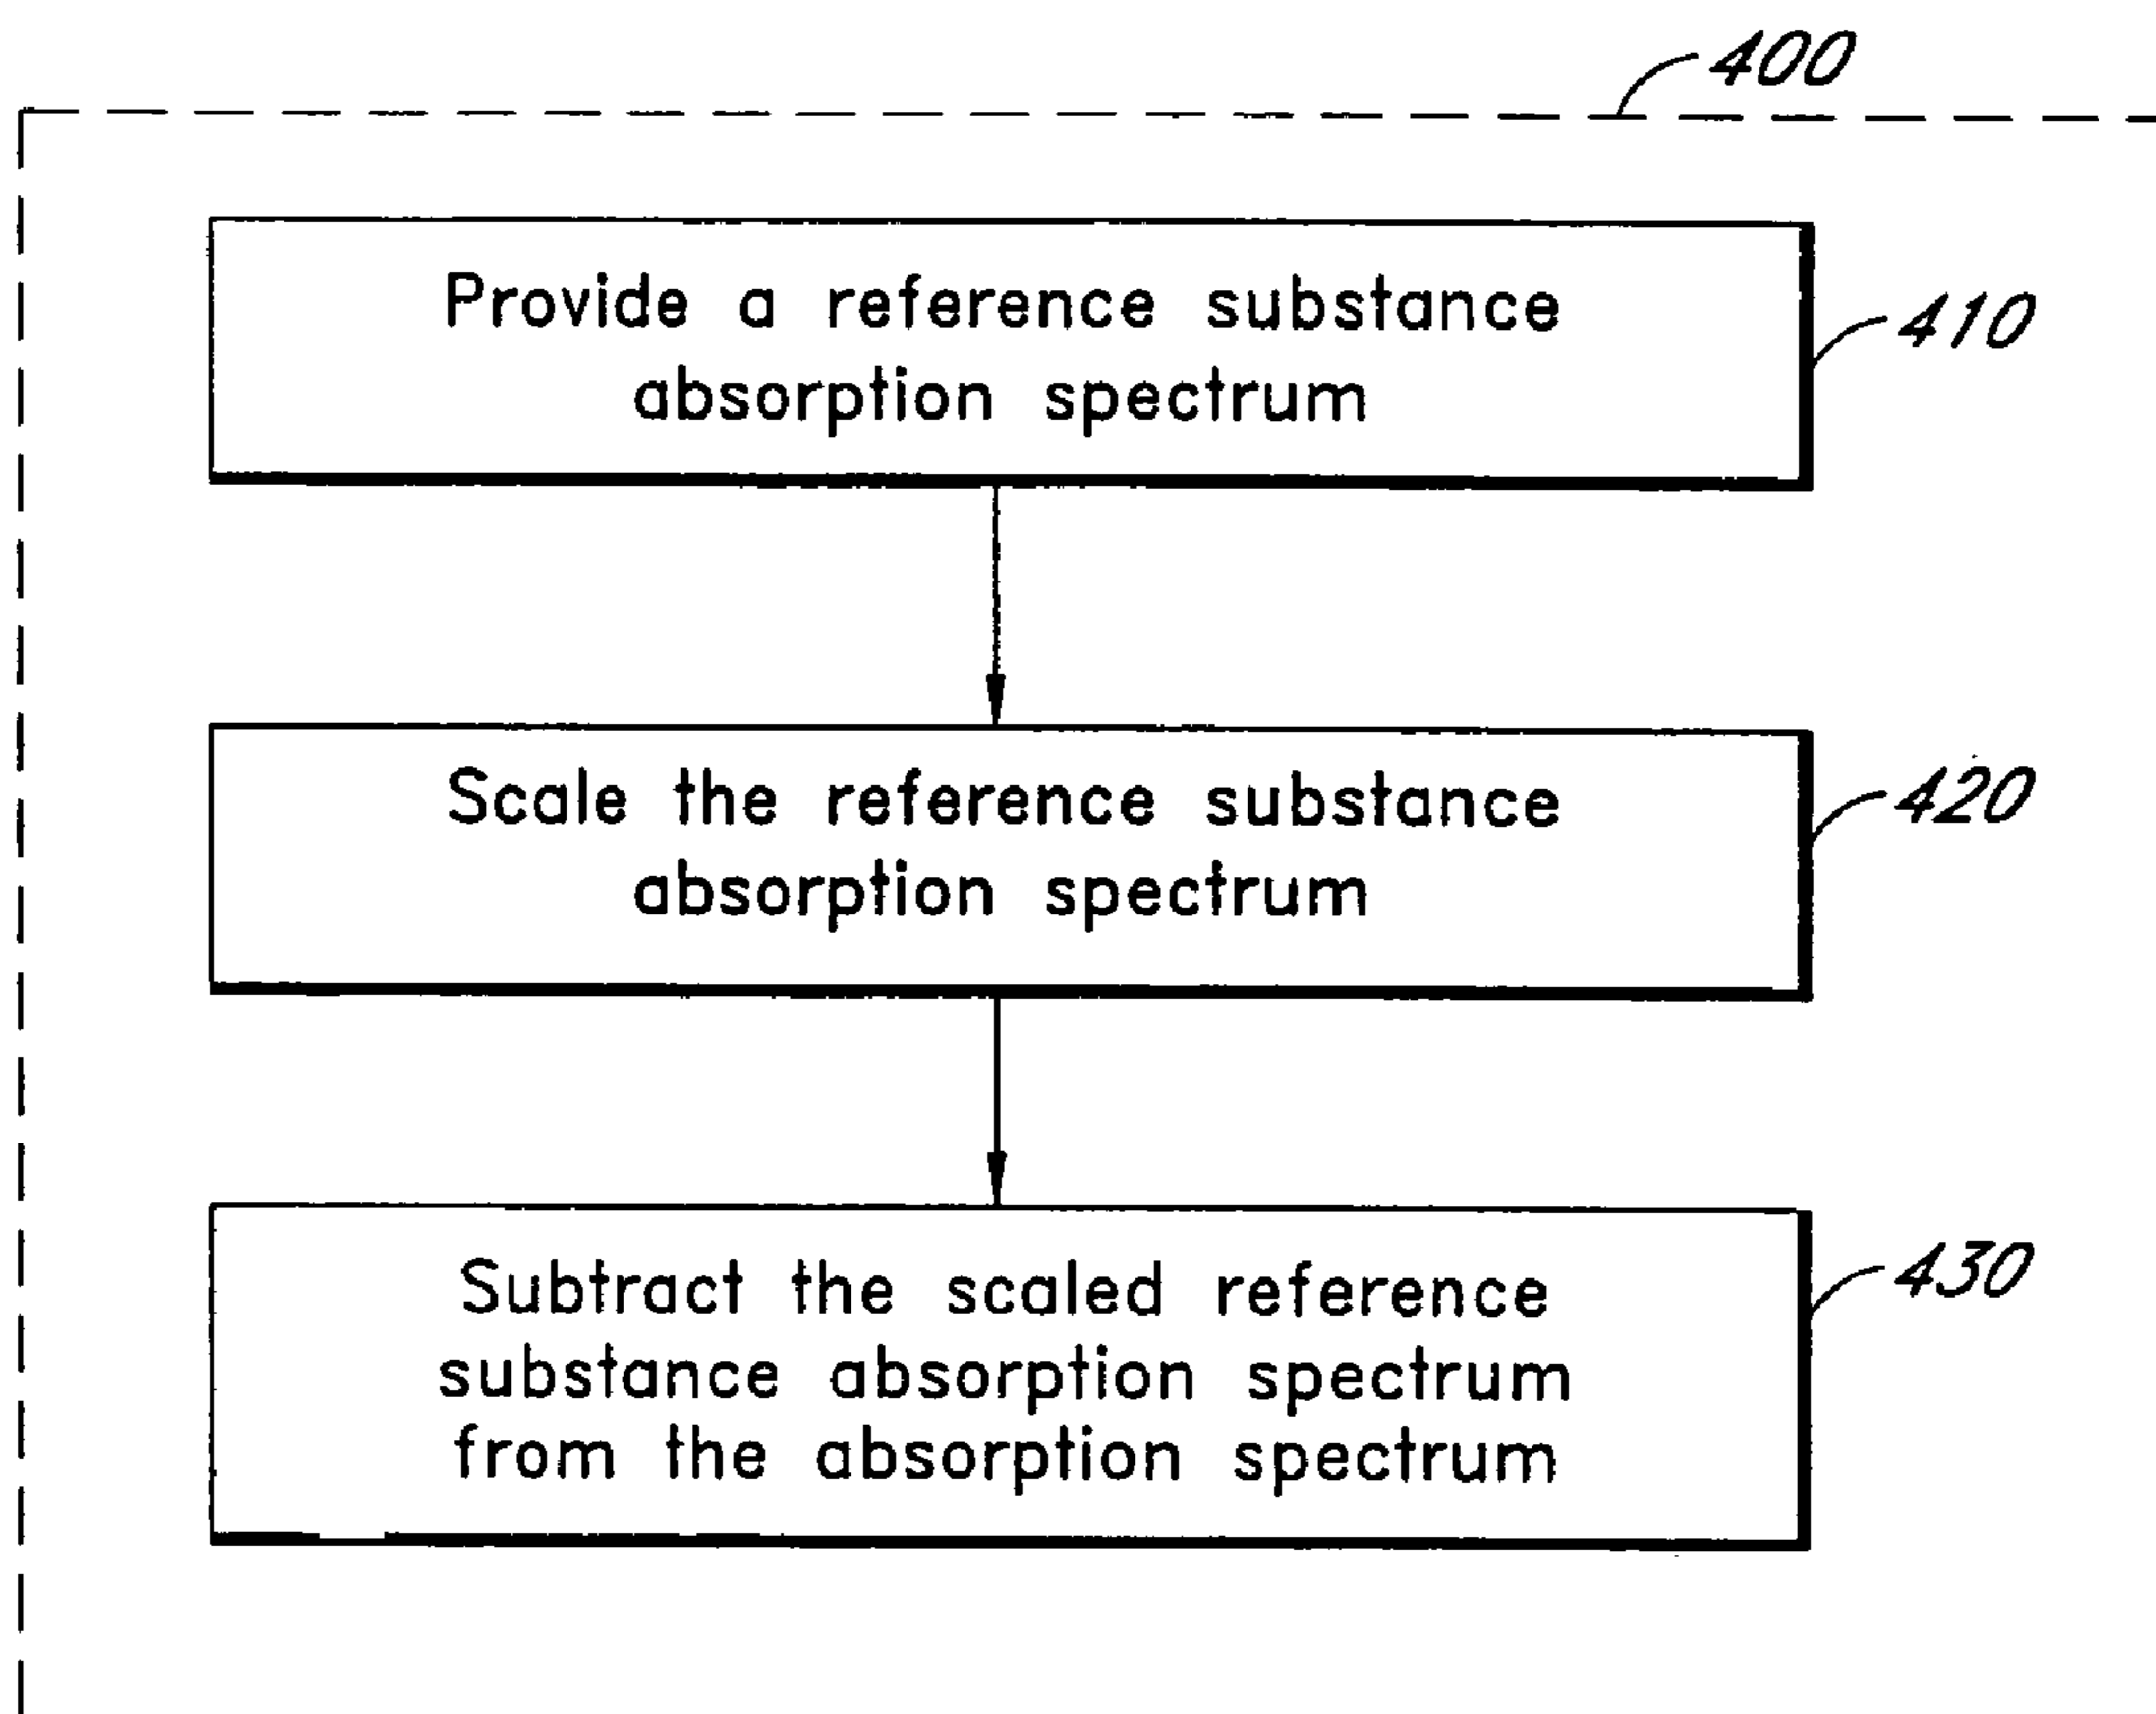 400
Provide a reference substance
absorption spectrum
410
Scale the reference substance
absorption spectrum
420
Subtract the scaled reference
substance absorption spectrum
from the absorption spectrum
430